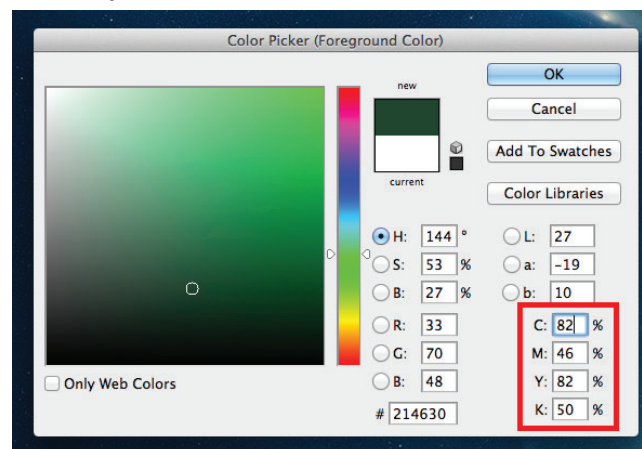 Color Picker (Foreground Color)
new
current
OK
Cancel
Add To Swatches
Color Libraries
H: 144 °
S: 53 %
B: 27 %
R: 33
G: 70
B: 48
# 214630
L: 27
a: -19
b: 10
C: 82 %
M: 46 %
Y: 82 %
K: 50 %
Only Web Colors